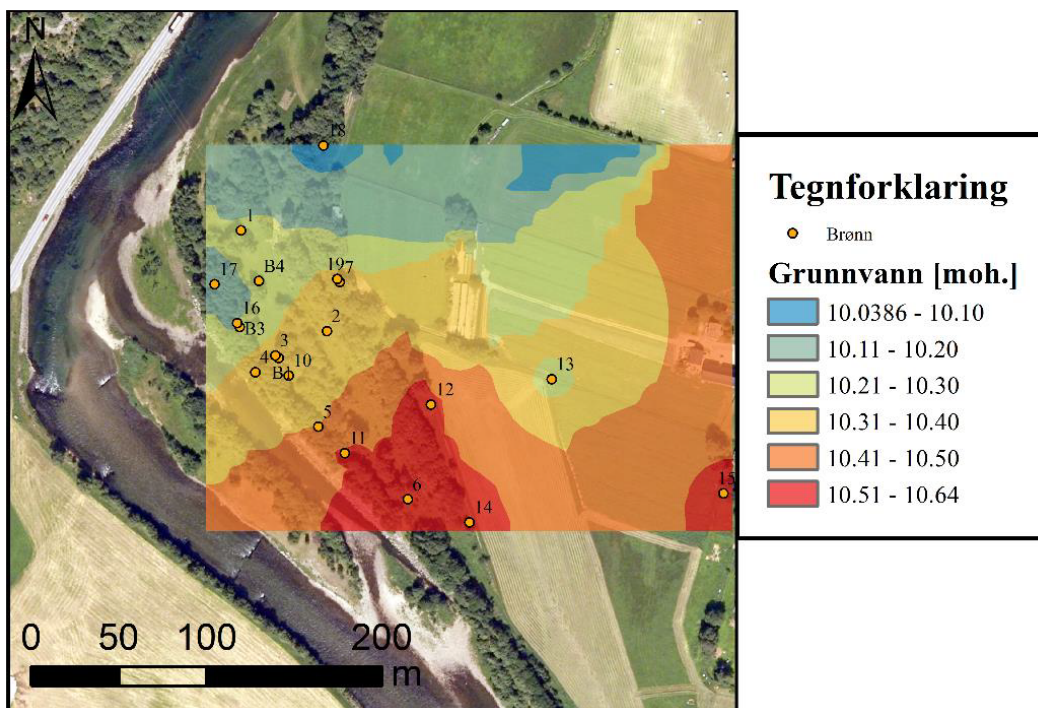 N
18
1
17
B4
197
16
B3
2
3
4
10
B1
13
12
5
11
6
15
14
0 50 100 200
m
Tegnforklaring
Brønn
Grunnvann [moh.]
10.0386 - 10.10
10.11 - 10.20
10.21 - 10.30
10.31 - 10.40
10.41 - 10.50
10.51 - 10.64